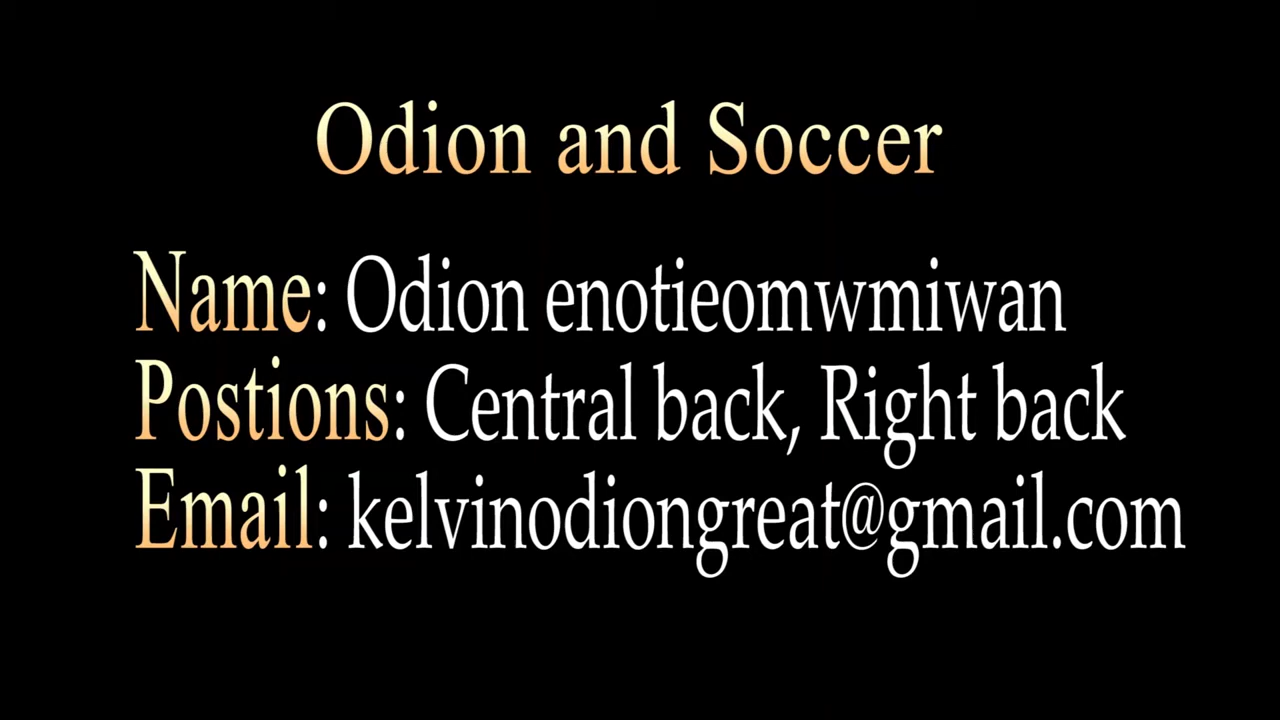 Odion and Soccer
Name: Odion enotieomwmiwan
Postions: Central back, Right back
Email: kelvinodiongreat@gmail.com